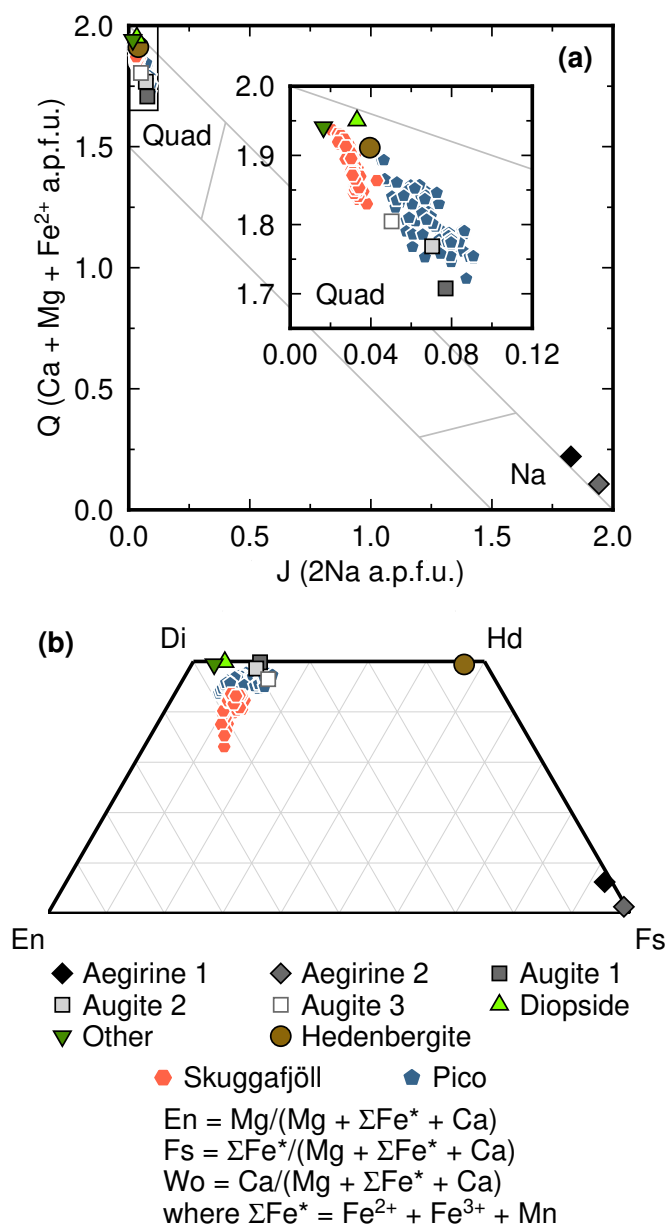 (a)
2.0
1.5
1.0
0.5
0.0
Q (Ca + Mg + Fe²⁺ a.p.f.u.)
Quad
2.0
1.9
1.8
1.7
Quad
0.00 0.04 0.08 0.12
Na
0.0 0.5 1.0 1.5 2.0
J (2Na a.p.f.u.)
(b)
Di Hd
En Fs
Aegirine 1 Aegirine 2 Augite 1
Augite 2 Augite 3 Diopside
Other Hedenbergite
Skuggafjöll Pico
En = Mg/(Mg + ΣFe* + Ca)
Fs = ΣFe*/(Mg + ΣFe* + Ca)
Wo = Ca/(Mg + ΣFe* + Ca)
where ΣFe* = Fe²⁺ + Fe³⁺ + Mn